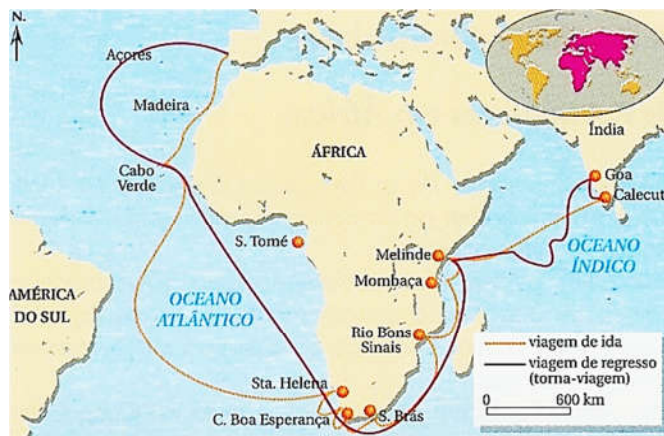 N.
Açores
Madeira
Cabo
Verde
ÁFRICA
Índia
Goa
Calecut
S. Tomé
Melinde
Mombaça
OCEANO
ÍNDICO
AMÉRICA
DO SUL
OCEANO
ATLÂNTICO
Rio Bons
Sinais
Sta. Helena
C. Boa Esperança
S. Brás
viagem de ida
viagem de regresso
(torna-viagem)
0 600 km